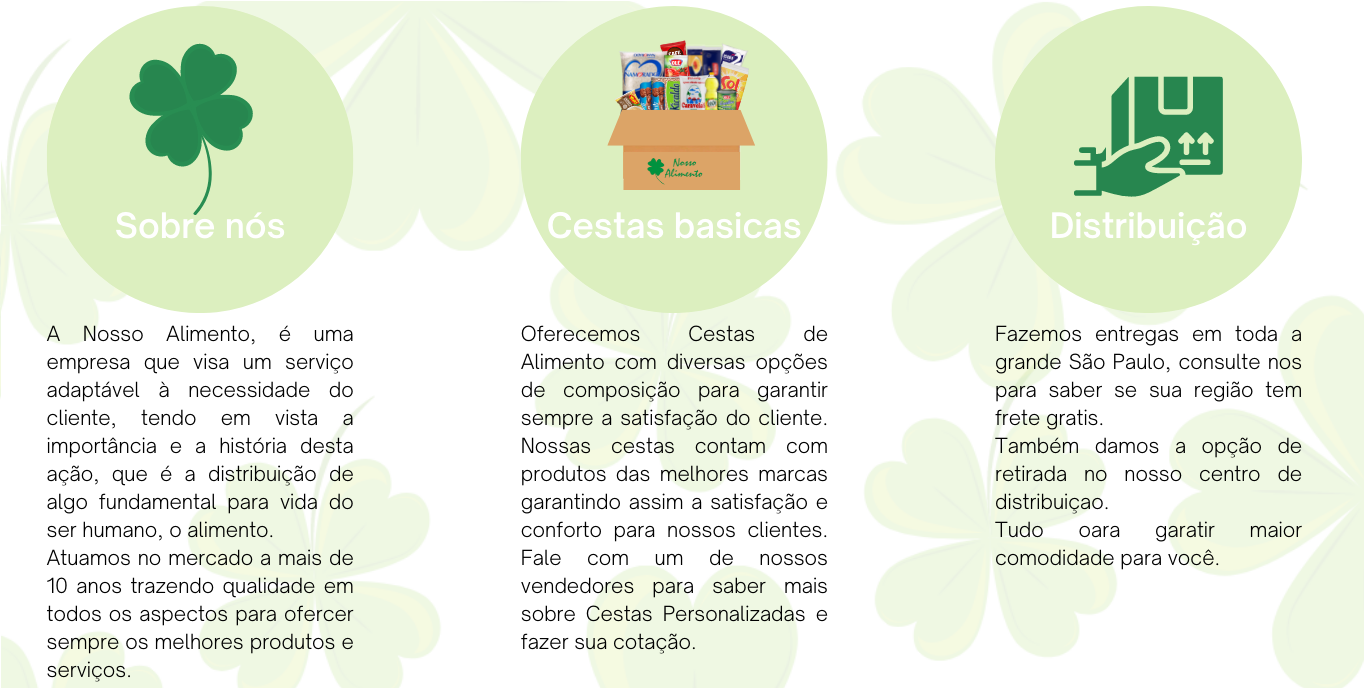 Sobre nós
A Nosso Alimento, é uma
empresa que visa um serviço
adaptável à necessidade do
cliente, tendo em vista a
importância e a história desta
ação, que é a distribuição de
algo fundamental para vida do
ser humano, o alimento.
Atuamos no mercado a mais de
10 anos trazendo qualidade em
todos os aspectos para ofercer
sempre os melhores produtos e
serviços.
Nosso
Alimento
Cestas basicas
Oferecemos Cestas de
Alimento com diversas opções
de composição para garantir
sempre a satisfação do cliente.
Nossas cestas contam com
produtos das melhores marcas
garantindo assim a satisfação e
conforto para nossos clientes.
Fale com um de nossos
vendedores para saber mais
sobre Cestas Personalizadas e
fazer sua cotação.
Distribuição
Fazemos entregas em toda a
grande São Paulo, consulte nos
para saber se sua região tem
frete gratis.
Também damos a opção de
retirada no nosso centro de
distribuiçao.
Tudo oara garatir maior
comodidade para você.